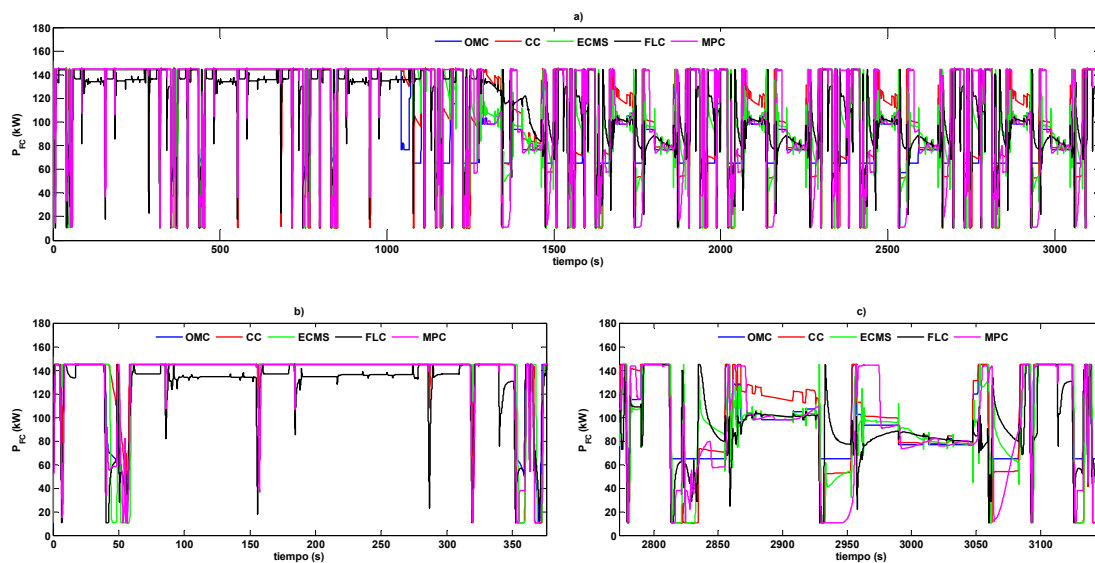 a)
OMC CC ECMS FLC MPC
P_FC (kW)
180
160
140
120
100
80
60
40
20
0
0 500 1000 1500 2000 2500 3000
tiempo (s)
b)
OMC CC ECMS FLC MPC
P_FC (kW)
180
160
140
120
100
80
60
40
20
0
0 50 100 150 200 250 300 350
tiempo (s)
c)
OMC CC ECMS FLC MPC
P_FC (kW)
180
160
140
120
100
80
60
40
20
0
2800 2850 2900 2950 3000 3050 3100
tiempo (s)